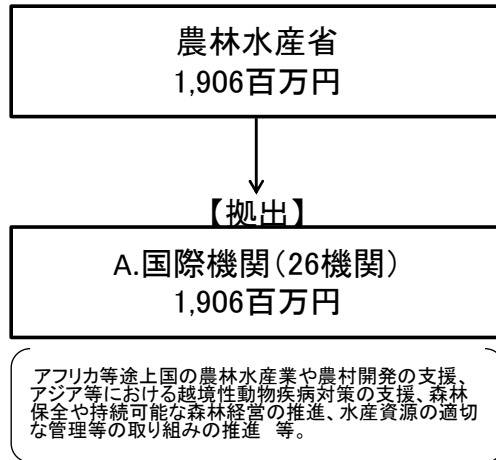 農林水産省
1,906百万円
【拠出】
A.国際機関(26機関)
1,906百万円
アフリカ等途上国の農林水産業や農村開発の支援、
アジア等における越境性動物疾病対策の支援、森林
保全や持続可能な森林経営の推進、水産資源の適切
な管理等の取り組みの推進 等。